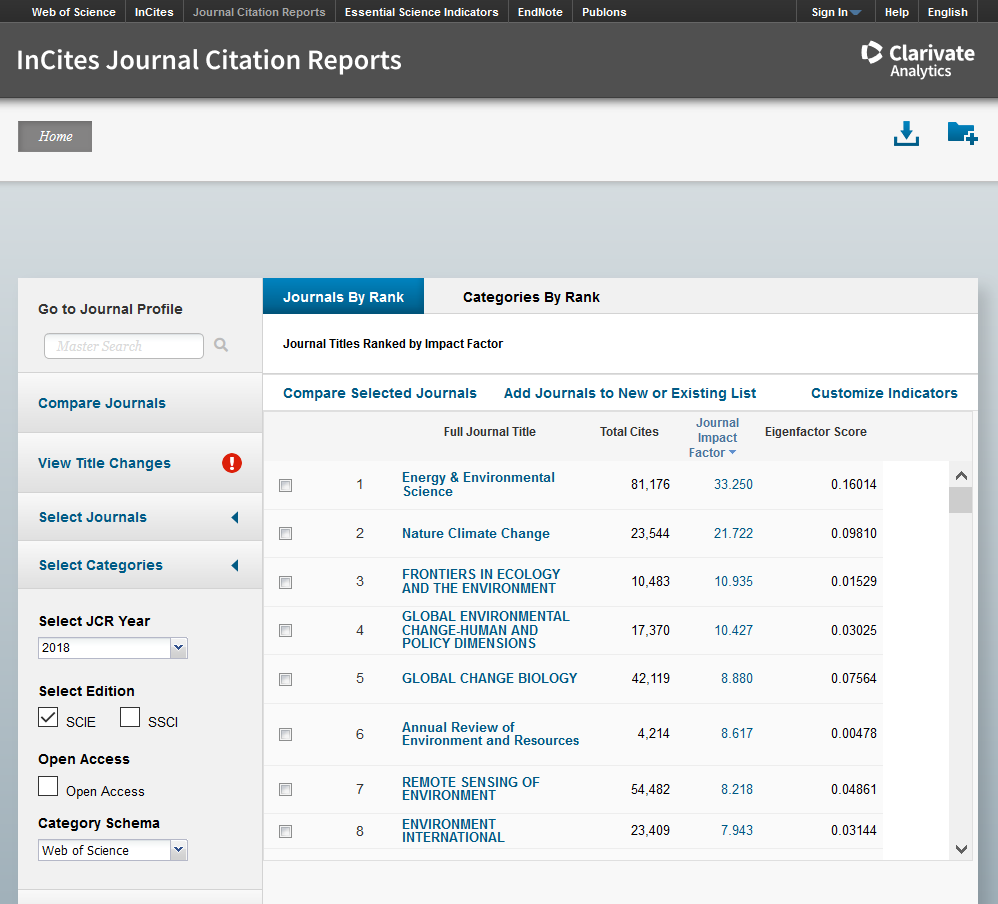 Web of Science InCites Journal Citation Reports Essential Science Indicators EndNote Publons Sign In Help English
InCites Journal Citation Reports
Clarivate
Analytics
Home
Go to Journal Profile
Master Search
Compare Journals
View Title Changes
Select Journals
Select Categories
Select JCR Year
2018
Select Edition
SCIE SSCI
Open Access
Open Access
Category Schema
Web of Science
Journals By Rank Categories By Rank
Journal Titles Ranked by Impact Factor
Compare Selected Journals Add Journals to New or Existing List Customize Indicators
Full Journal Title Total Cites Journal Impact Factor Eigenfactor Score
1 Energy & Environmental 81,176 33.250 0.16014
Science
2 Nature Climate Change 23,544 21.722 0.09810
3 FRONTIERS IN ECOLOGY 10,483 10.935 0.01529
AND THE ENVIRONMENT
GLOBAL ENVIRONMENTAL
4 CHANGE-HUMAN AND 17,370 10.427 0.03025
POLICY DIMENSIONS
5 GLOBAL CHANGE BIOLOGY 42,119 8.880 0.07564
6 Annual Review of 4,214 8.617 0.00478
Environment and Resources
7 REMOTE SENSING OF 54,482 8.218 0.04861
ENVIRONMENT
8 ENVIRONMENT 23,409 7.943 0.03144
INTERNATIONAL